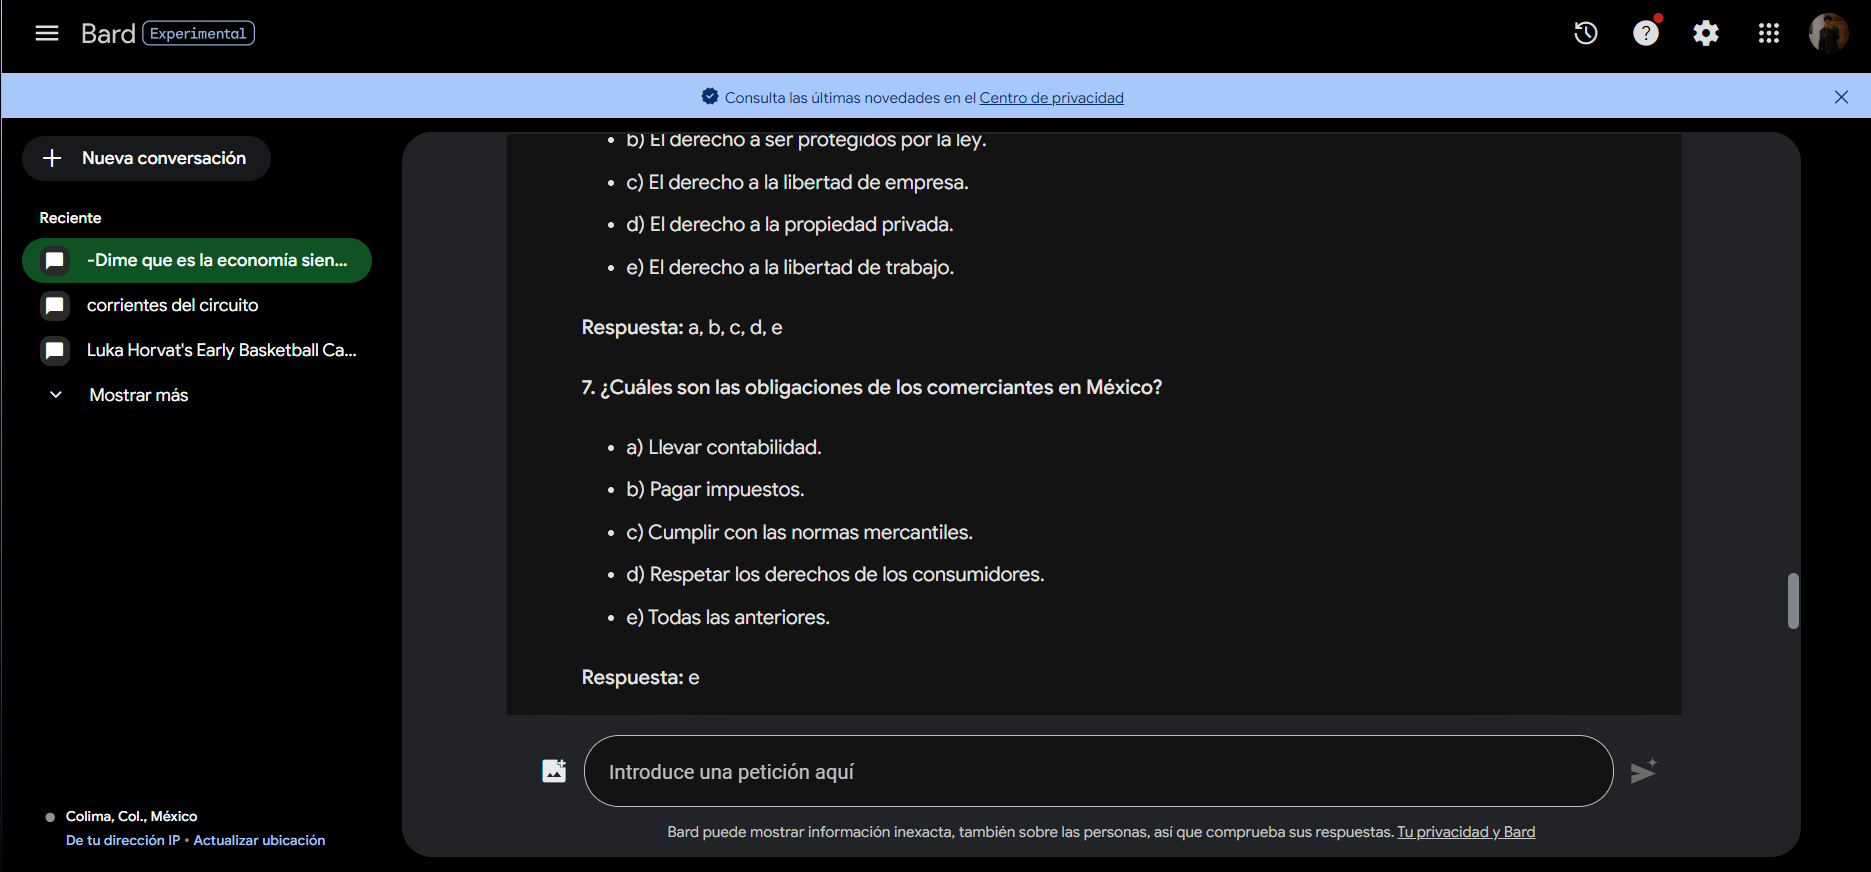 Bard Experimental
Consulta las últimas novedades en el Centro de privacidad
Nueva conversación
Reciente
-Dime que es la economía sien...
corrientes del circuito
Luka Horvat's Early Basketball Ca...
Mostrar más
Colima, Col., México
De tu dirección IP • Actualizar ubicación
• b) El derecho a ser protegidos por la ley.
• c) El derecho a la libertad de empresa.
• d) El derecho a la propiedad privada.
• e) El derecho a la libertad de trabajo.
Respuesta: a, b, c, d, e
7. ¿Cuáles son las obligaciones de los comerciantes en México?
• a) Llevar contabilidad.
• b) Pagar impuestos.
• c) Cumplir con las normas mercantiles.
• d) Respetar los derechos de los consumidores.
• e) Todas las anteriores.
Respuesta: e
Introduce una petición aquí
Bard puede mostrar información inexacta, también sobre las personas, así que comprueba sus respuestas. Tu privacidad y Bard